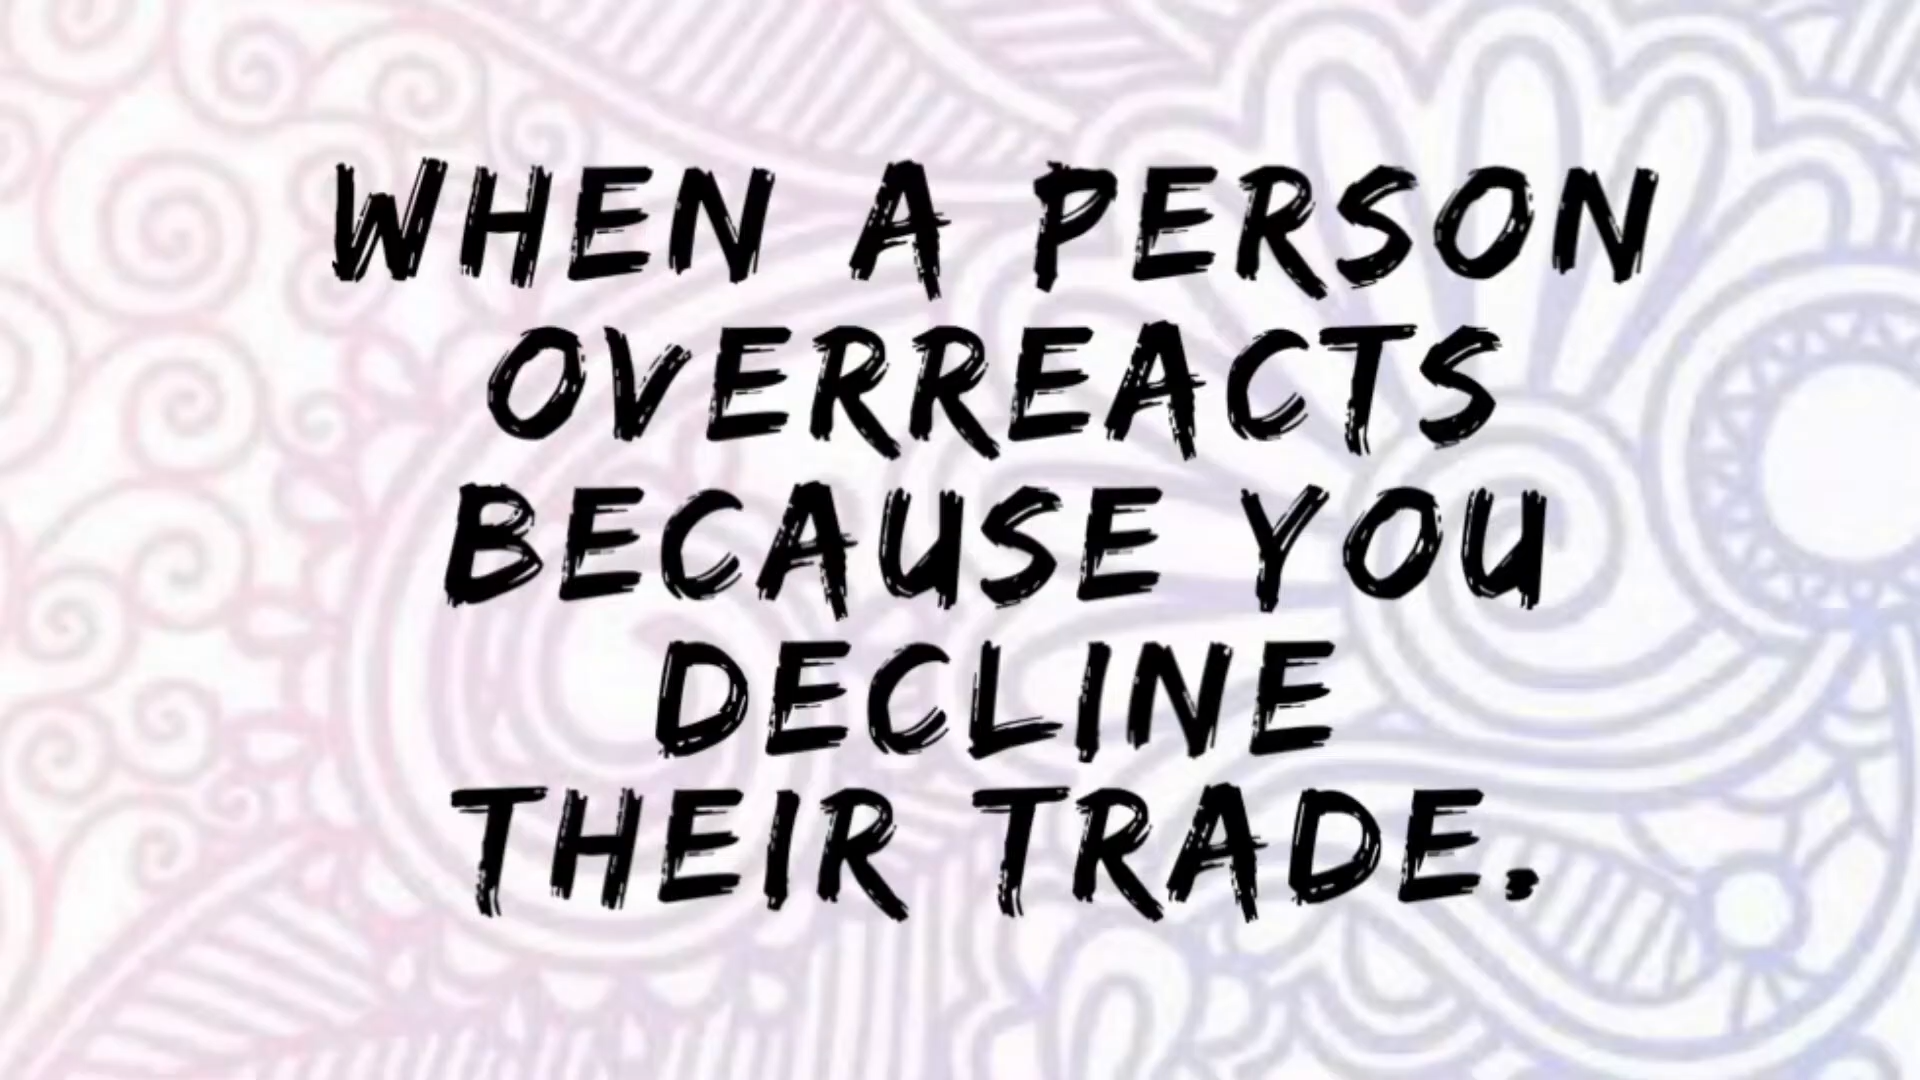 WHEN A PERSON
OVERREACTS
BECAUSE YOU
DECLINE
THEIR TRADE.